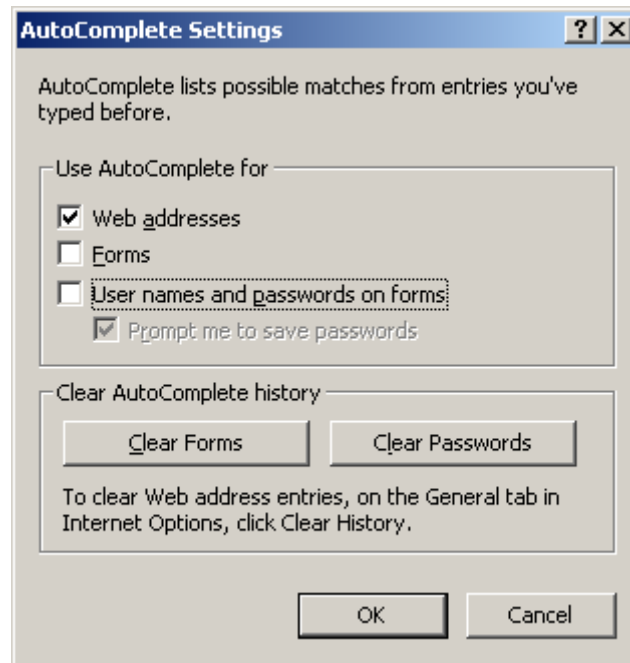 AutoComplete Settings
AutoComplete lists possible matches from entries you've
typed before.
Use AutoComplete for
Web addresses
Forms
User names and passwords on forms
Prompt me to save passwords
Clear AutoComplete history
Clear Forms Clear Passwords
To clear Web address entries, on the General tab in
Internet Options, click Clear History.
OK Cancel